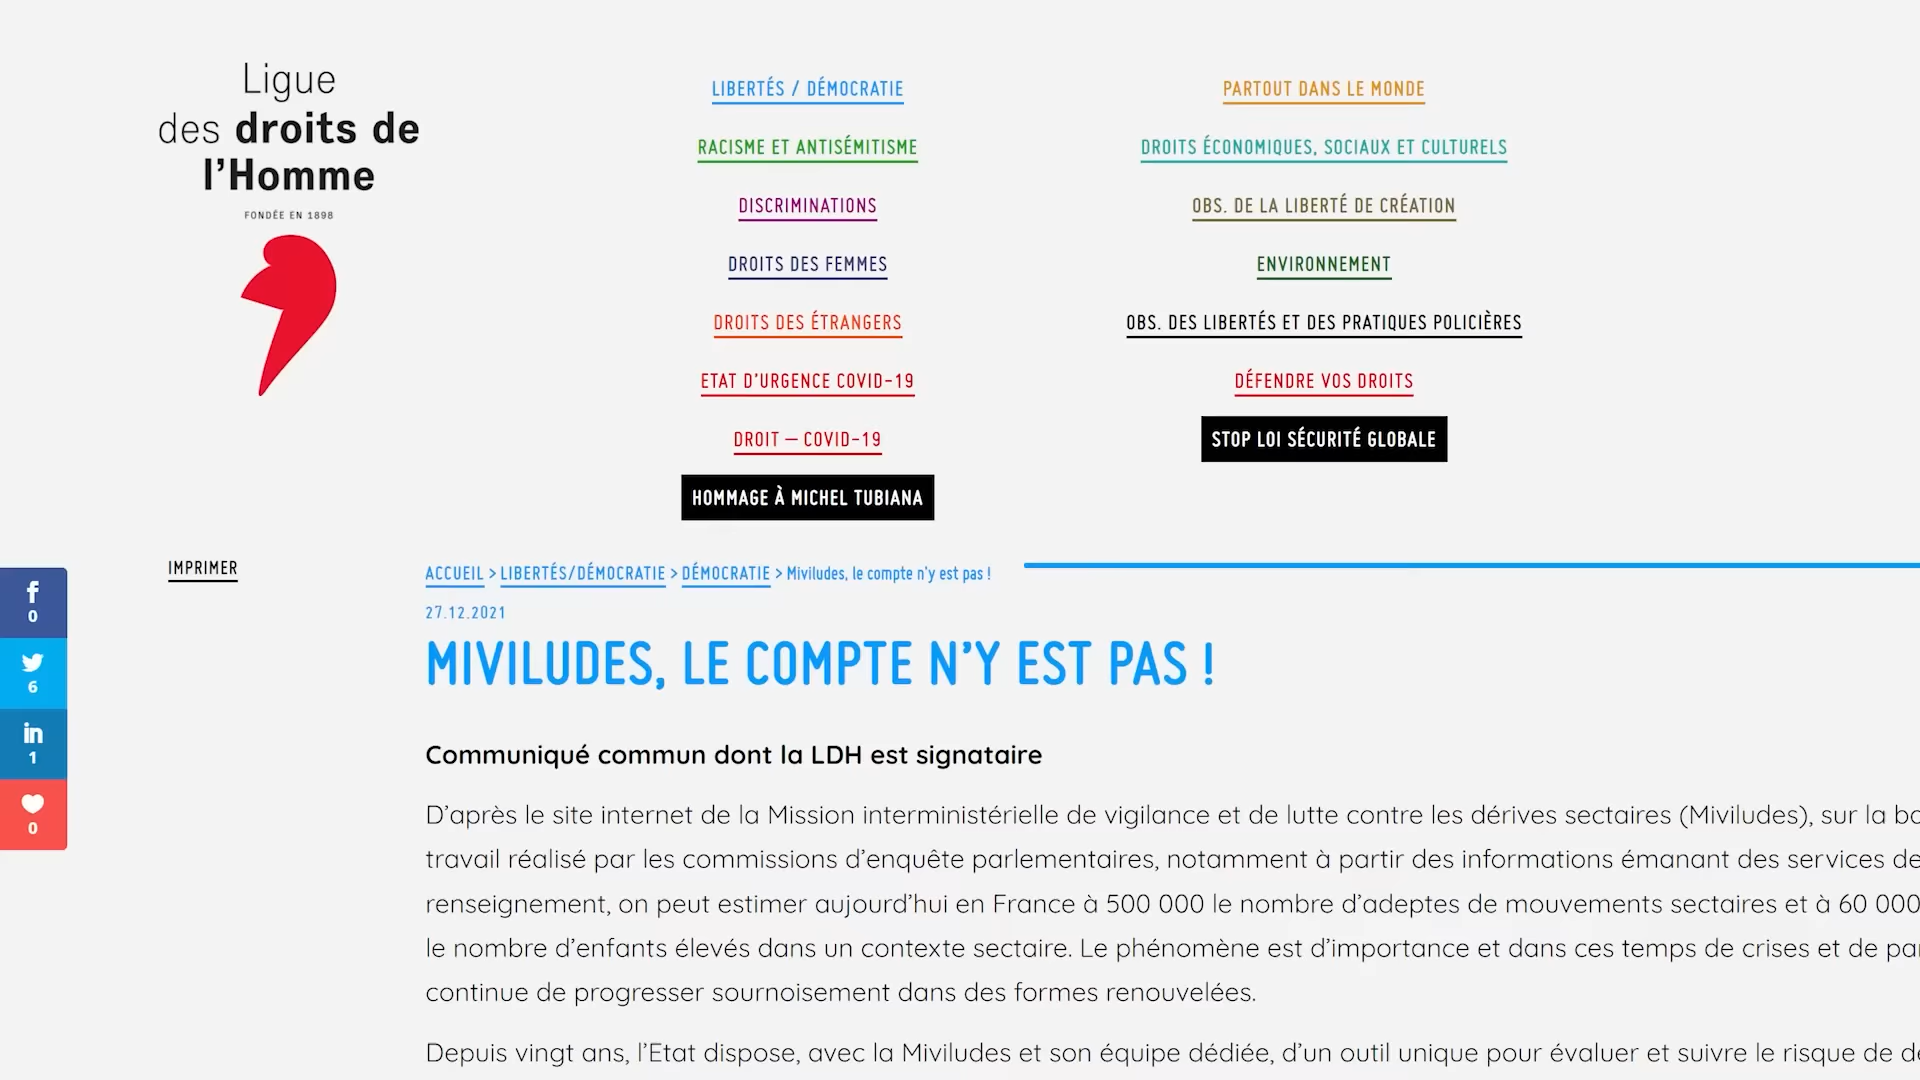 Ligue
des droits de
l'Homme
FONDÉE EN 1898
LIBERTÉS / DÉMOCRATIE
RACISME ET ANTISÉMITISME
DISCRIMINATIONS
DROITS DES FEMMES
DROITS DES ÉTRANGERS
ETAT D'URGENCE COVID-19
DROIT – COVID-19
HOMMAGE À MICHEL TUBIANA
PARTOUT DANS LE MONDE
DROITS ÉCONOMIQUES, SOCIAUX ET CULTURELS
OBS. DE LA LIBERTÉ DE CRÉATION
ENVIRONNEMENT
OBS. DES LIBERTÉS ET DES PRATIQUES POLICIÈRES
DÉFENDRE VOS DROITS
STOP LOI SÉCURITÉ GLOBALE
0
6
1
0
IMPRIMER
ACCUEIL > LIBERTÉS/DÉMOCRATIE > DÉMOCRATIE > Miviludes, le compte n'y est pas !
27.12.2021
MIVILUDES, LE COMPTE N'Y EST PAS !
Communiqué commun dont la LDH est signataire
D'après le site internet de la Mission interministérielle de vigilance et de lutte contre les dérives sectaires (Miviludes), sur la
travail réalisé par les commissions d'enquête parlementaires, notamment à partir des informations émanant des services
renseignement, on peut estimer aujourd'hui en France à 500 000 le nombre d'adeptes de mouvements sectaires et à 60 000
le nombre d'enfants élevés dans un contexte sectaire. Le phénomène est d'importance et dans ces temps de crises et de
continue de progresser sournoisement dans des formes renouvelées.
Depuis vingt ans, l'Etat dispose, avec la Miviludes et son équipe dédiée, d'un outil unique pour évaluer et suivre le risque de